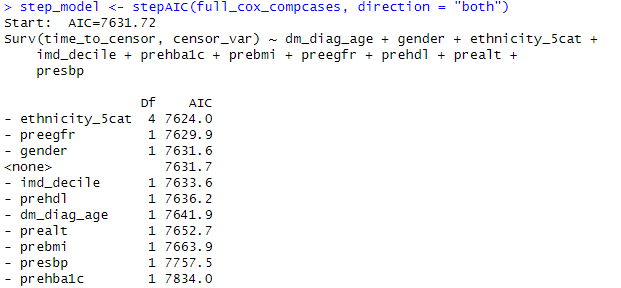 > step_model <- stepAIC(full_cox_compcases, direction = "both")
Start:  AIC=7631.72
Surv(time_to_censor, censor_var) ~ dm_diag_age + gender + ethnicity_5cat +
    imd_decile + prehba1c + prebmi + preegfr + prehdl + prealt +
    presbp

                 Df    AIC
- ethnicity_5cat  4 7624.0
- preegfr         1 7629.9
- gender          1 7631.6
<none>              7631.7
- imd_decile      1 7633.6
- prehdl          1 7636.2
- dm_diag_age     1 7641.9
- prealt          1 7652.7
- prebmi          1 7663.9
- presbp          1 7757.5
- prehba1c        1 7834.0